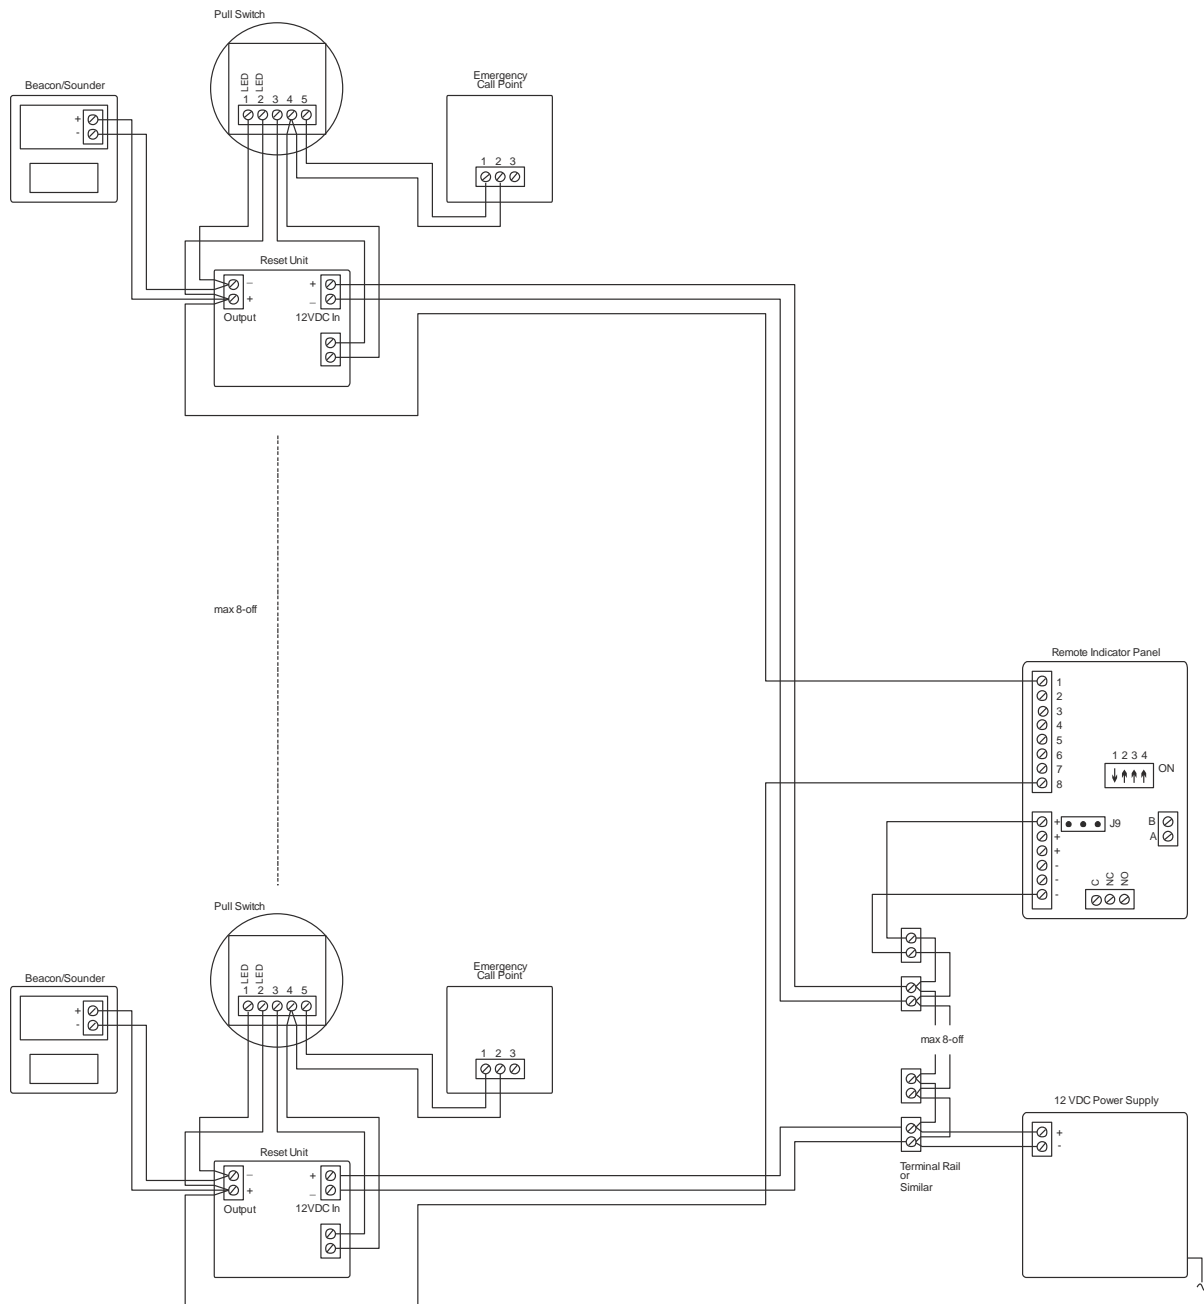 Pull Switch
Beacon/Sounder
+
-
LED LED
1 2 3 4 5
Emergency
Call Point
1 2 3
Reset Unit
–
+
Output
+
–
12VDC In
max 8-off
Remote Indicator Panel
1
2
3
4
5
6
7
8
1 2 3 4
ON
+
+
+
-
-
-
J9
B
A
C NC NO
Pull Switch
Beacon/Sounder
+
-
LED LED
1 2 3 4 5
Emergency
Call Point
1 2 3
Reset Unit
–
+
Output
+
–
12VDC In
max 8-off
Terminal Rail
or
Similar
12 VDC Power Supply
+
-
~